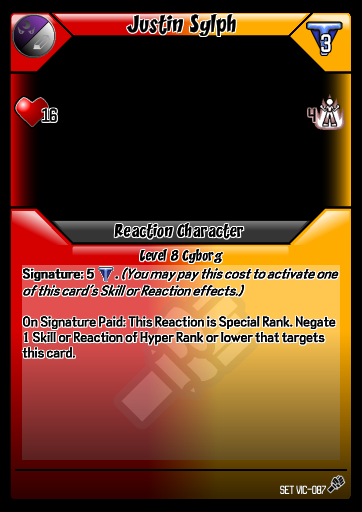 Justin Sylph
3
16
4
Reaction Character
Level 8 Cyborg
Signature: 5 . (You may pay this cost to activate one
of this card's Skill or Reaction effects.)
On Signature Paid: This Reaction is Special Rank. Negate
1 Skill or Reaction of Hyper Rank or lower that targets
this card.
SET VIC-087